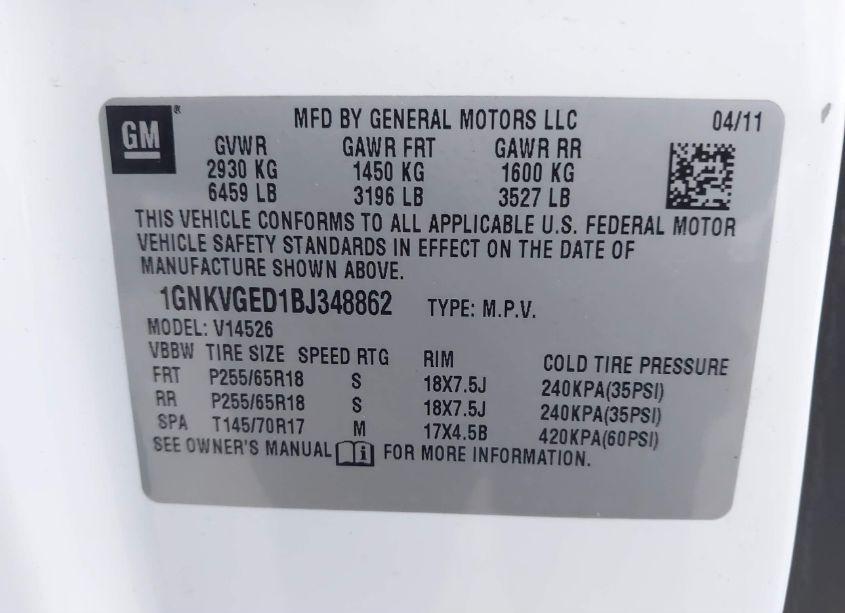 GM ®
MFD BY GENERAL MOTORS LLC 04/11
GVWR GAWR FRT GAWR RR
2930 KG 1450 KG 1600 KG
6459 LB 3196 LB 3527 LB
THIS VEHICLE CONFORMS TO ALL APPLICABLE U.S. FEDERAL MOTOR
VEHICLE SAFETY STANDARDS IN EFFECT ON THE DATE OF
MANUFACTURE SHOWN ABOVE.
1GNKVGED1BJ348862 TYPE: M.P.V.
MODEL: V14526
VBBW TIRE SIZE SPEED RTG RIM COLD TIRE PRESSURE
FRT P255/65R18 S 18X7.5J 240KPA(35PSI)
RR P255/65R18 S 18X7.5J 240KPA(35PSI)
SPA T145/70R17 M 17X4.5B 420KPA(60PSI)
SEE OWNER'S MANUAL i FOR MORE INFORMATION.